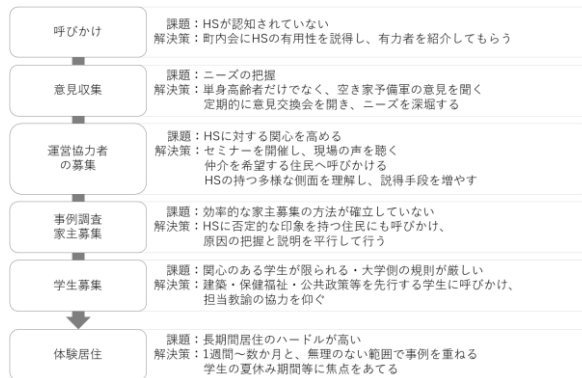 呼びかけ
課題：HSが認知されていない
解決策：町内会にHSの有用性を説得し、有力者を紹介してもらう
意見収集
課題：ニーズの把握
解決策：単身高齢者だけでなく、空き家予備軍の意見を聞く
定期的に意見交換会を開き、ニーズを深堀する
運営協力者
の募集
課題：HSに対する関心を高める
解決策：セミナーを開催し、現場の声を聴く
仲介を希望する住民へ呼びかける
HSの持つ多様な側面を理解し、説得手段を増やす
事例調査
家主募集
課題：効率的な家主募集の方法が確立していない
解決策：HSに否定的な印象を持つ住民にも呼びかけ、
原因の把握と説明を平行して行う
学生募集
課題：関心のある学生が限られる・大学側の規則が厳しい
解決策：建築・保健福祉・公共政策等を先行する学生に呼びかけ、
担当教諭の協力を仰ぐ
体験居住
課題：長期間居住のハードルが高い
解決策：1週間～数か月と、無理のない範囲で事例を重ねる
学生の夏休み期間等に焦点をあてる